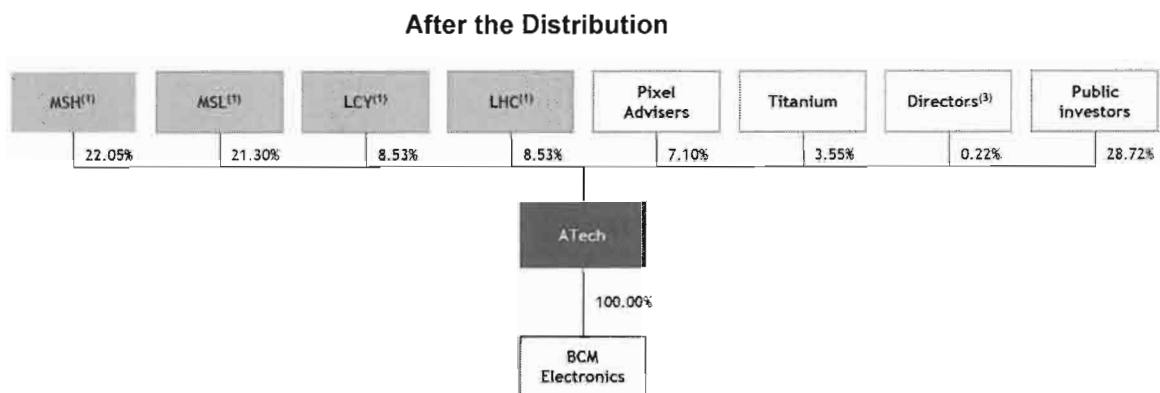 After the Distribution
MSH(1)
MSL(1)
LCY(1)
LHC(1)
Pixel
Advisers
Titanium
Directors(3)
Public
investors
22.05%
21.30%
8.53%
8.53%
7.10%
3.55%
0.22%
28.72%
ATech
100.00%
BCM
Electronics